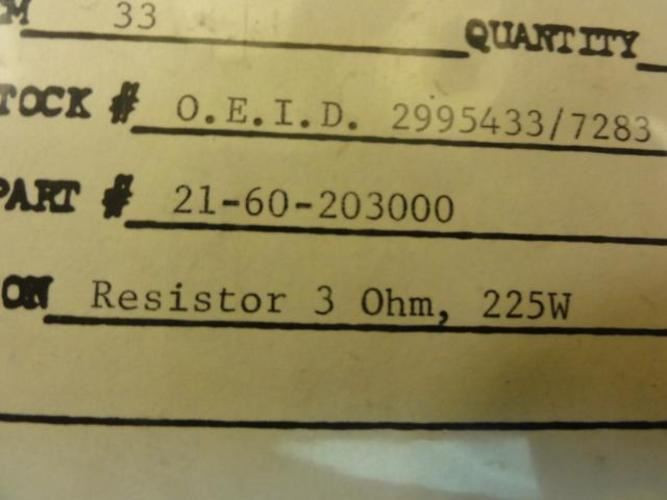 M 33 QUANTITY
TOCK # O.E.I.D. 2995433/7283
PART # 21-60-203000
ON Resistor 3 Ohm, 225W